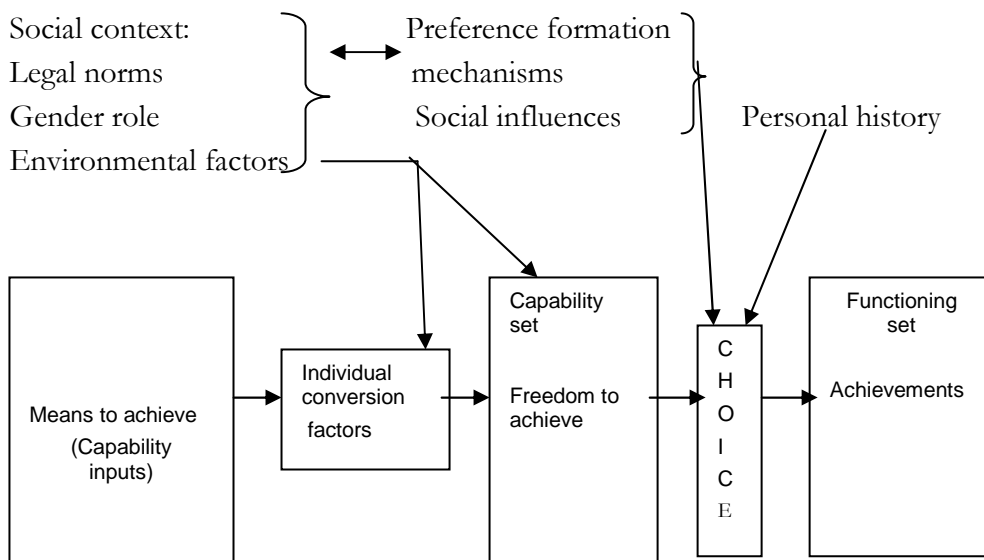 Social context:
Legal norms
Gender role
Environmental factors
Preference formation
mechanisms
Social influences
Personal history
Means to achieve
(Capability
inputs)
Individual
conversion
factors
Capability
set
Freedom to
achieve
C
H
O
I
C
E
Functioning
set
Achievements